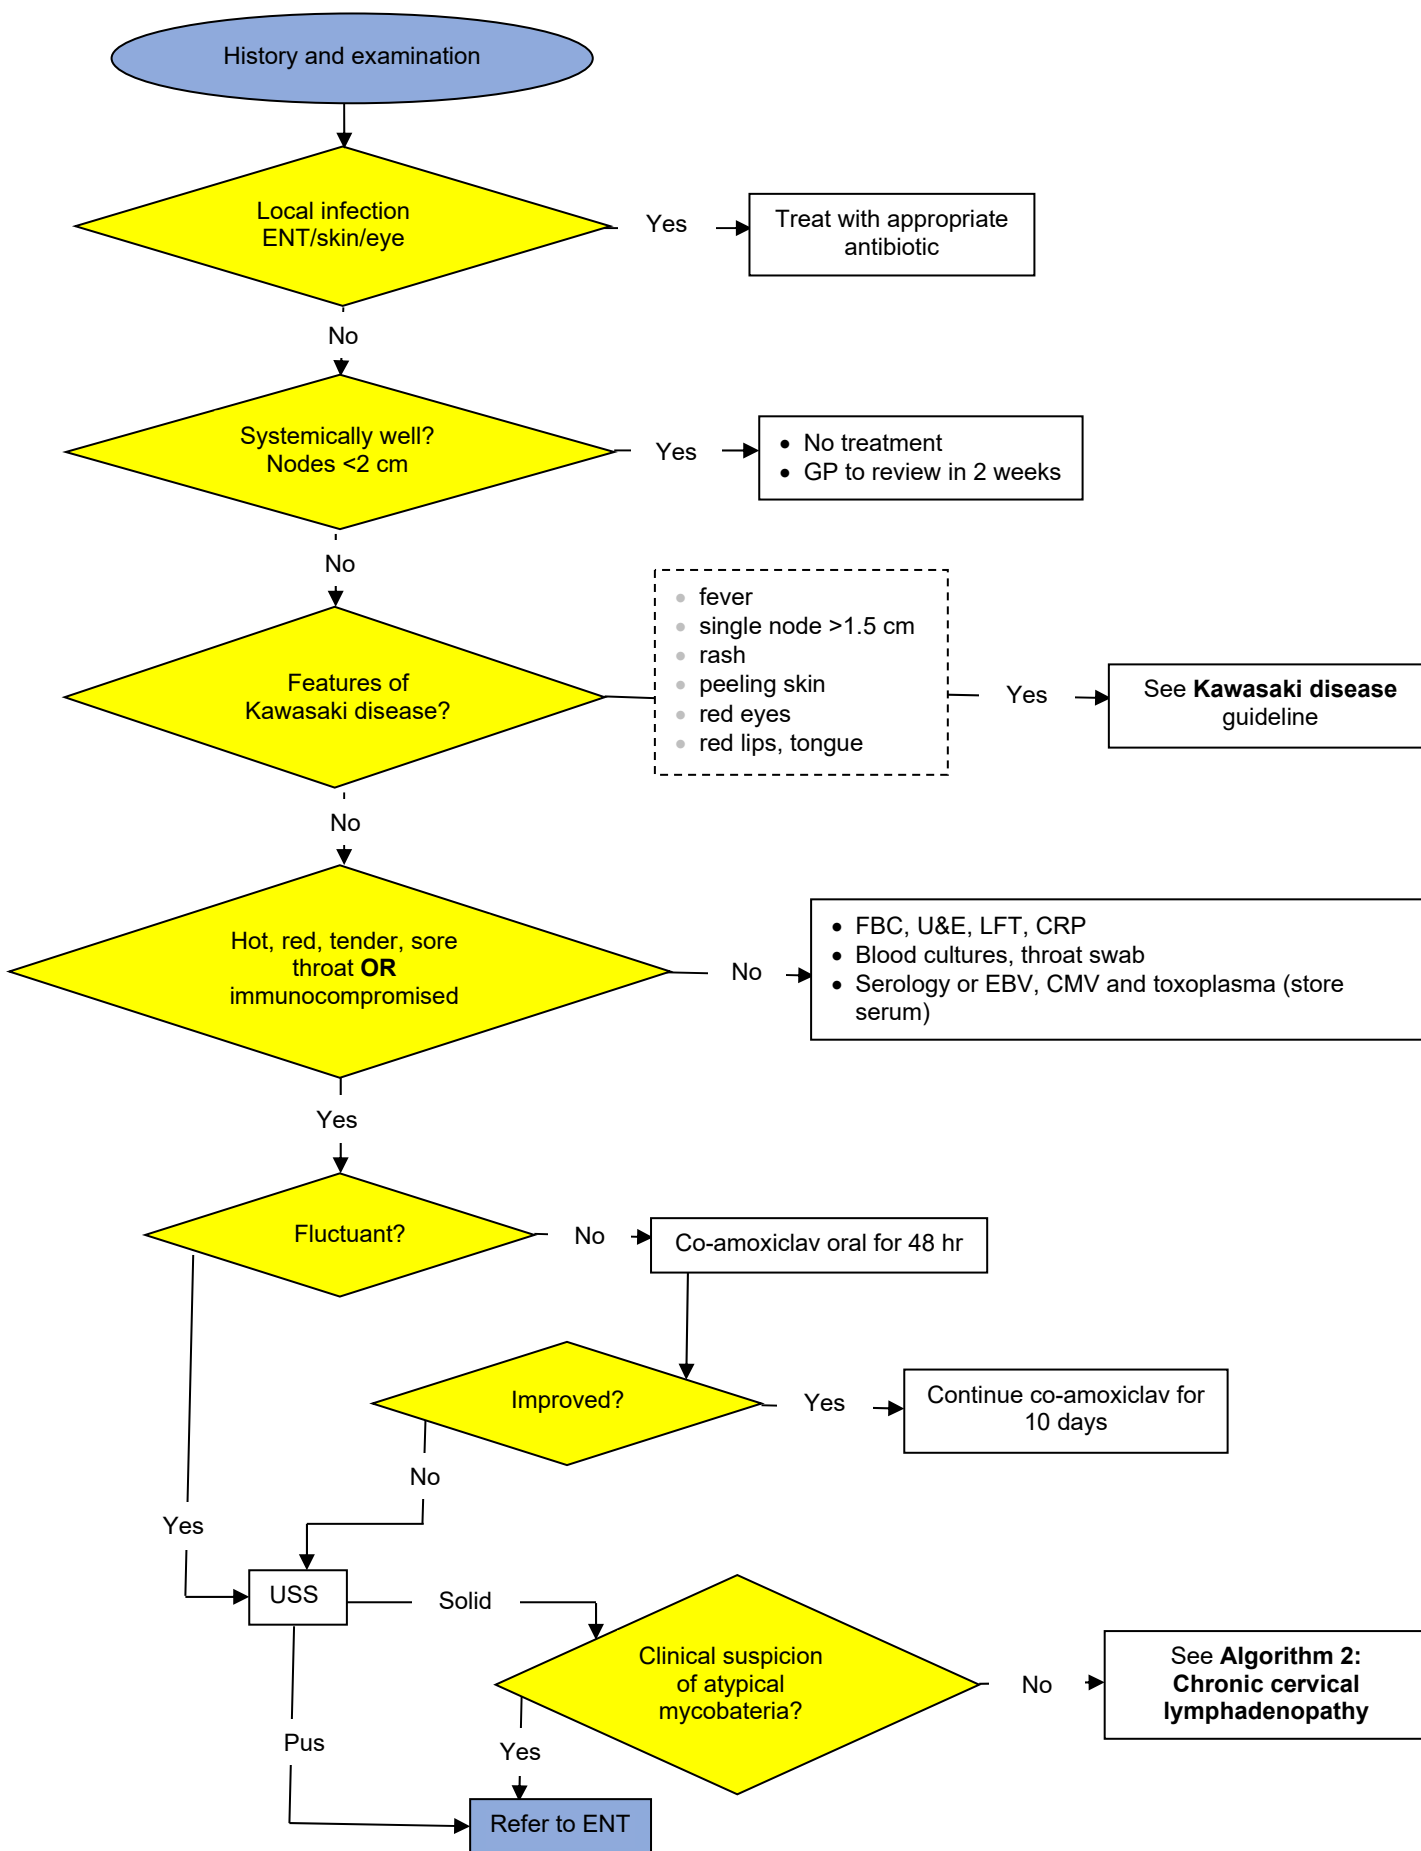 History and examination
Local infection
ENT/skin/eye
Yes
Treat with appropriate
antibiotic
No
Systemically well?
Nodes <2 cm
Yes
• No treatment
• GP to review in 2 weeks
No
Features of
Kawasaki disease?
• fever
• single node >1.5 cm
• rash
• peeling skin
• red eyes
• red lips, tongue
Yes
See Kawasaki disease
guideline
No
Hot, red, tender, sore
throat OR
immunocompromised
No
• FBC, U&E, LFT, CRP
• Blood cultures, throat swab
• Serology or EBV, CMV and toxoplasma (store
serum)
Yes
Fluctuant?
No
Co-amoxiclav oral for 48 hr
Improved?
Yes
Continue co-amoxiclav for
10 days
No
Yes
USS
Solid
Clinical suspicion
of atypical
mycobateria?
No
See Algorithm 2:
Chronic cervical
lymphadenopathy
Pus
Yes
Refer to ENT